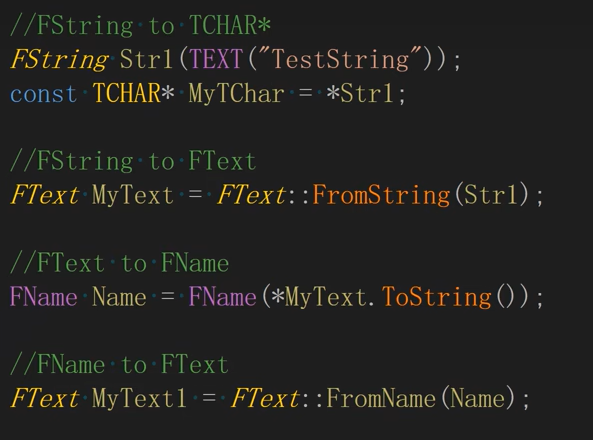 //FString to TCHAR*
FString Str1(TEXT("TestString"));
const TCHAR* MyTChar = *Str1;
//FString to FText
FText MyText = FText::FromString(Str1);
//FText to FName
FName Name = FName(*MyText.ToString());
//FName to FText
FText MyText1 = FText::FromName(Name);